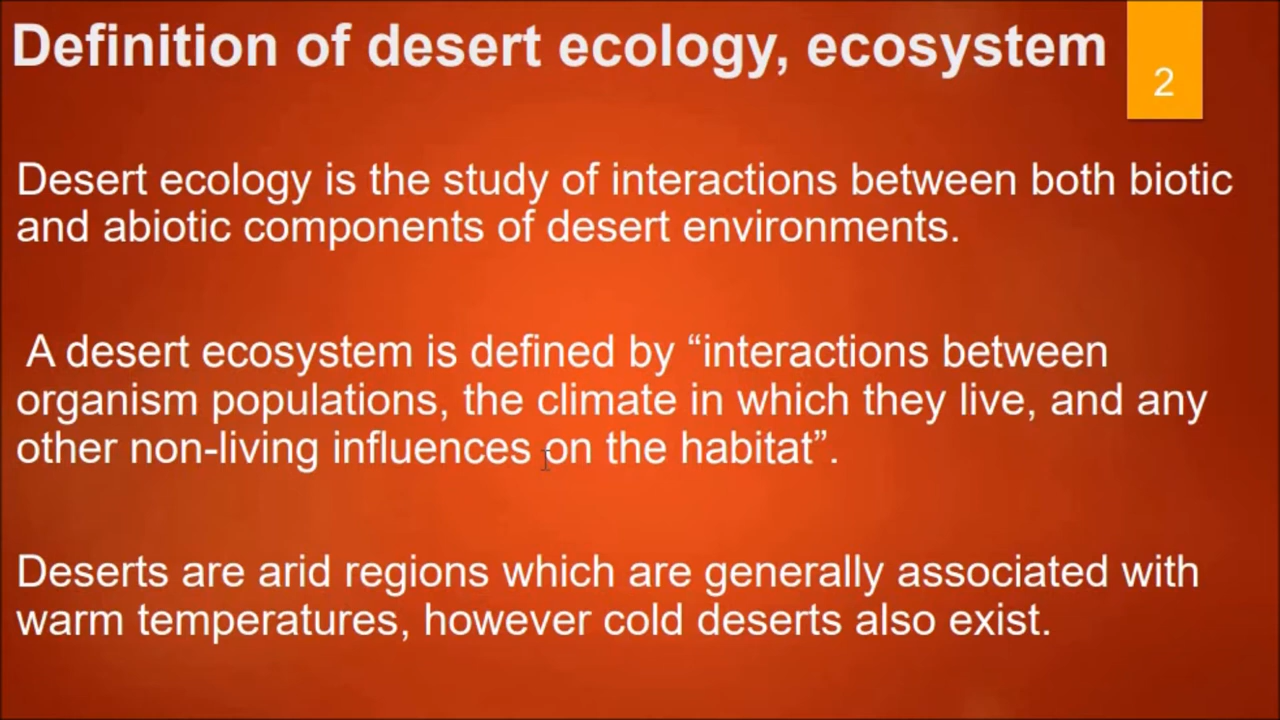 Definition of desert ecology, ecosystem
2
Desert ecology is the study of interactions between both biotic
and abiotic components of desert environments.
A desert ecosystem is defined by “interactions between
organism populations, the climate in which they live, and any
other non-living influences on the habitat”.
Deserts are arid regions which are generally associated with
warm temperatures, however cold deserts also exist.